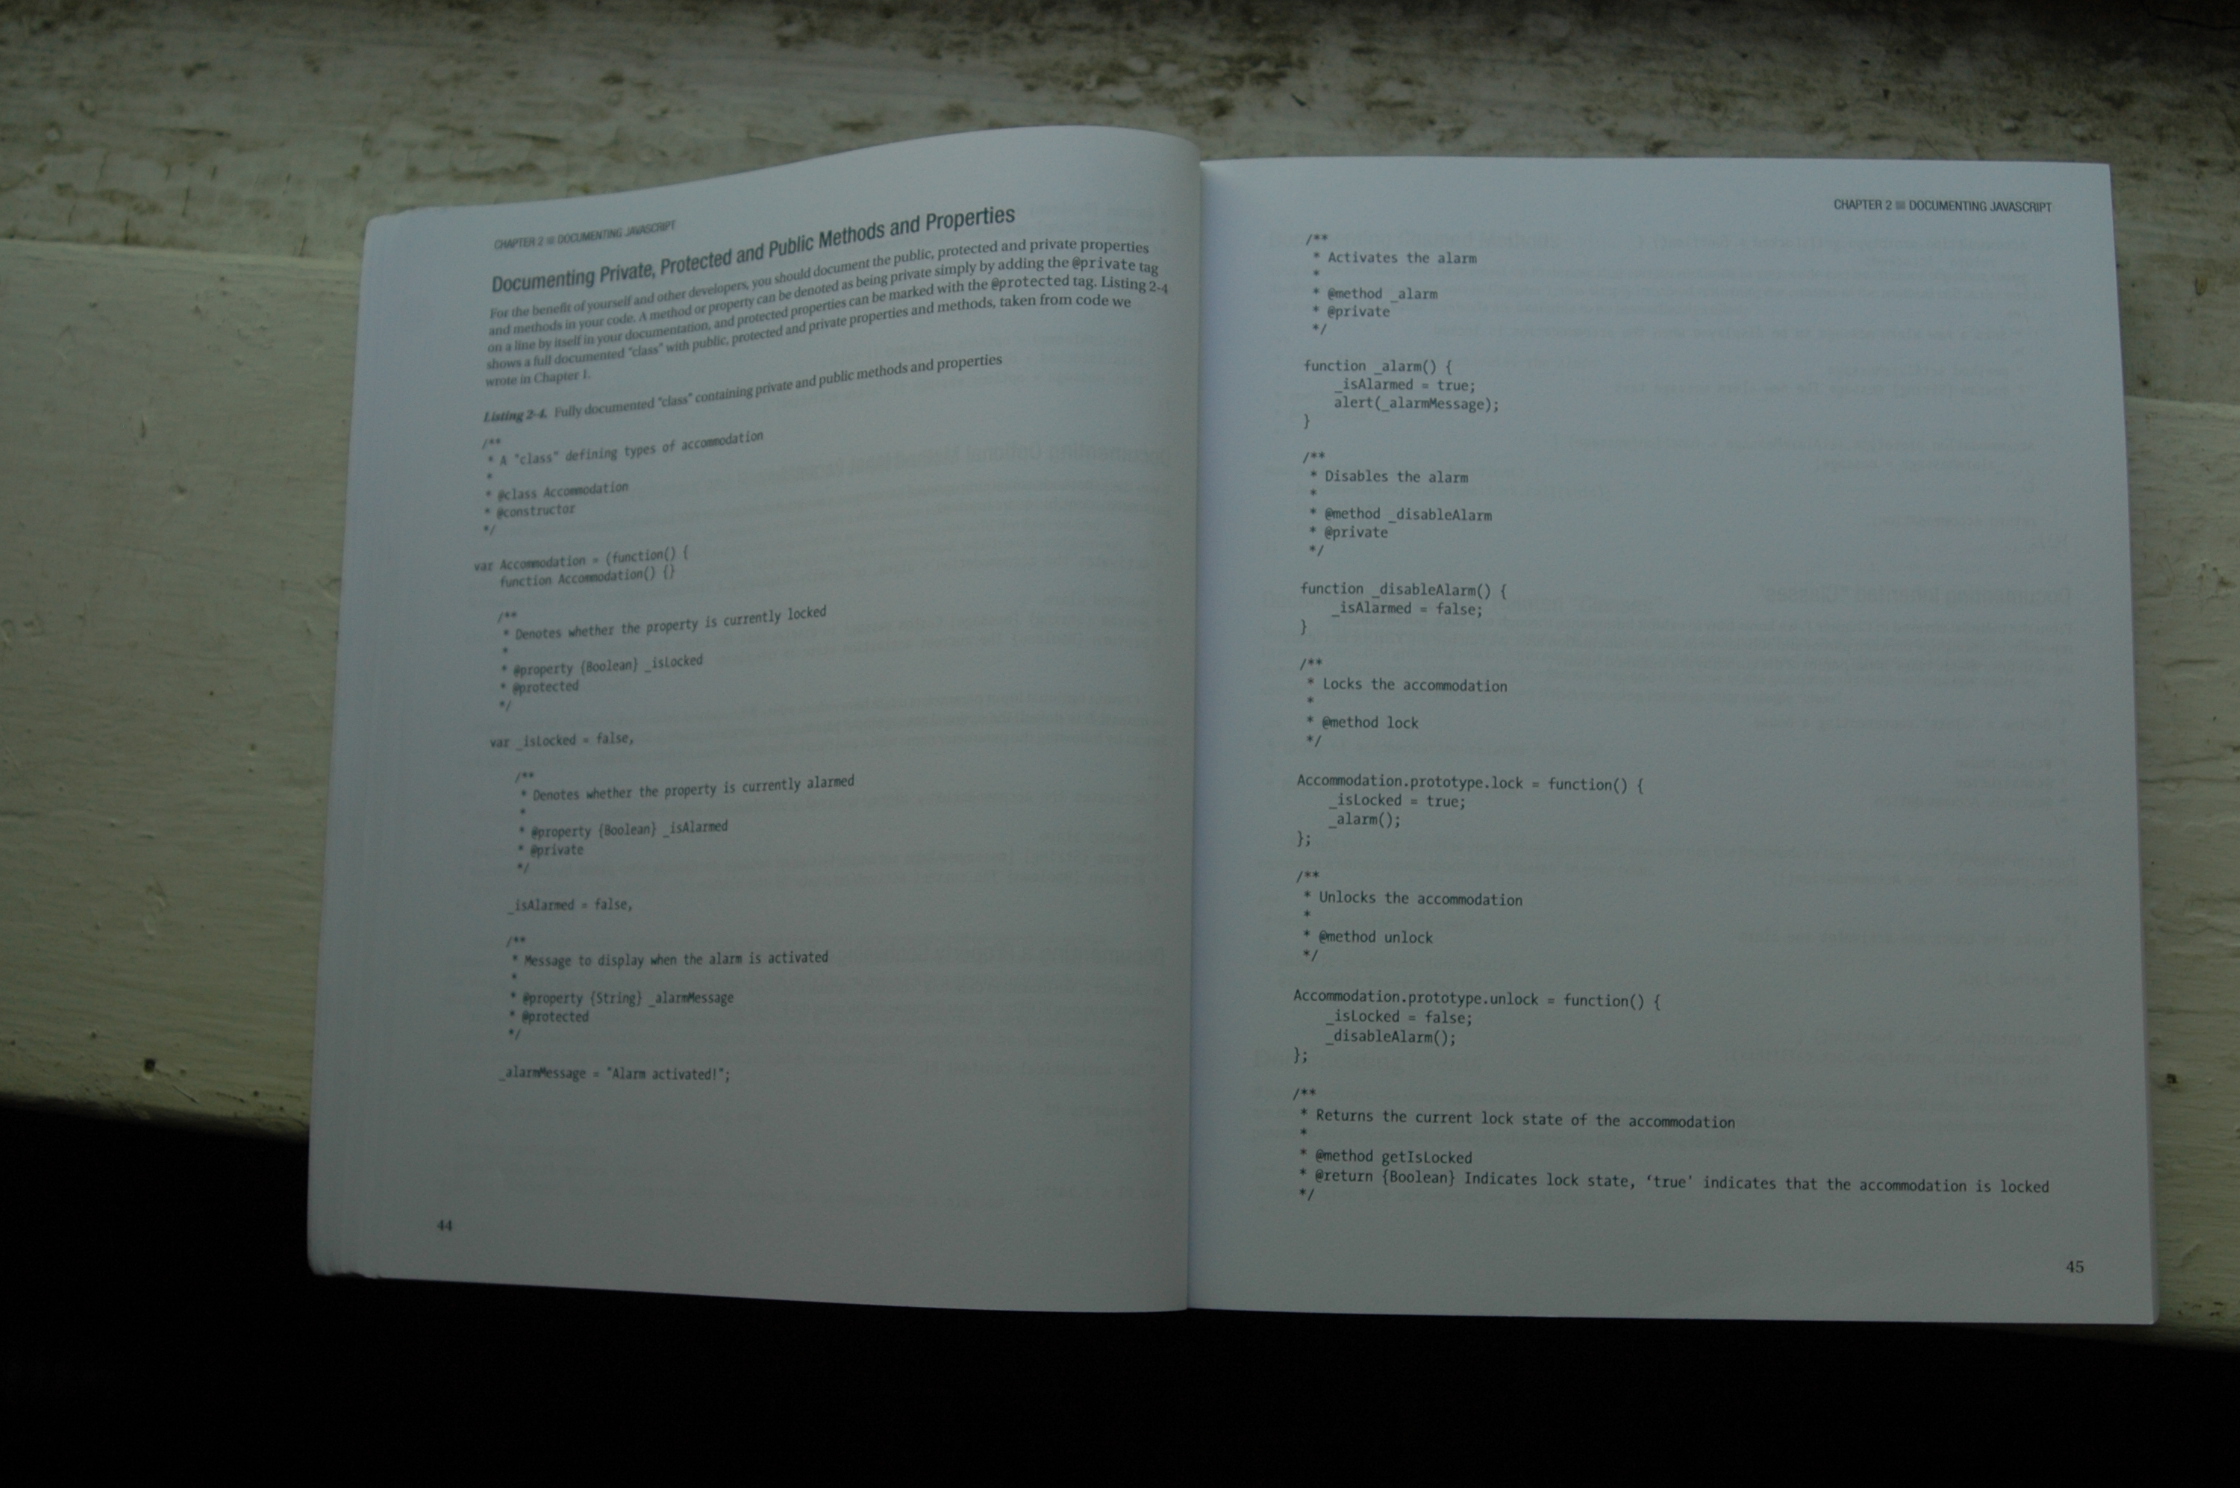 CHAPTER 2 ■ DOCUMENTING JAVASCRIPT
Documenting Private, Protected and Public Methods and Properties
For the benefit of yourself and other developers, you should document the public, protected and private properties
and methods in your code. A method or property can be denoted as being private simply by adding the @private tag
on a line by itself in your documentation, and protected properties can be marked with the @protected tag. Listing 2-4
shows a full documented "class" with public, protected and private properties and methods, taken from code we
wrote in Chapter 1.
Listing 2-4. Fully documented "class" containing private and public methods and properties
/**
 * A "class" defining types of accommodation
 *
 * @class Accommodation
 * @constructor
 */
var Accommodation = (function() {
    function Accommodation() {}
    /**
     * Denotes whether the property is currently locked
     *
     * @property {Boolean} _isLocked
     * @protected
     */
    var _isLocked = false,
    /**
     * Denotes whether the property is currently alarmed
     *
     * @property {Boolean} _isAlarmed
     * @private
     */
    _isAlarmed = false,
    /**
     * Message to display when the alarm is activated
     *
     * @property {String} _alarmMessage
     * @protected
     */
    _alarmMessage = "Alarm activated!";
44
CHAPTER 2 ■ DOCUMENTING JAVASCRIPT
/**
 * Activates the alarm
 *
 * @method _alarm
 * @private
 */
function _alarm() {
    _isAlarmed = true;
    alert(_alarmMessage);
}
/**
 * Disables the alarm
 *
 * @method _disableAlarm
 * @private
 */
function _disableAlarm() {
    _isAlarmed = false;
}
/**
 * Locks the accommodation
 *
 * @method lock
 */
Accommodation.prototype.lock = function() {
    _isLocked = true;
    _alarm();
};
/**
 * Unlocks the accommodation
 *
 * @method unlock
 */
Accommodation.prototype.unlock = function() {
    _isLocked = false;
    _disableAlarm();
};
/**
 * Returns the current lock state of the accommodation
 *
 * @method getIsLocked
 * @return {Boolean} Indicates lock state, ‘true’ indicates that the accommodation is locked
 */
45